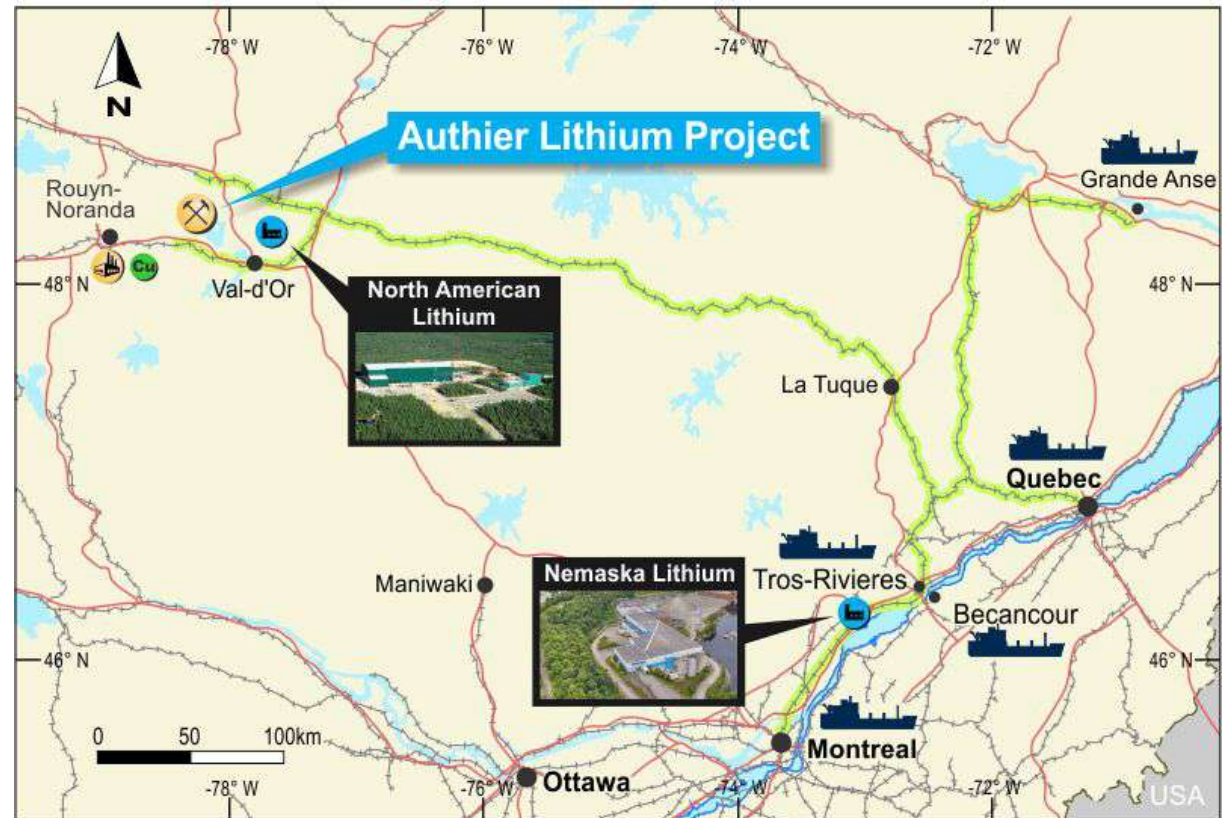 -78° W
-76° W
-74° W
-72° W
N
Authier Lithium Project
Grande Anse
Rouyn-
Noranda
Cu
Val-d'Or
48° N
48° N
North American
Lithium
La Tuque
Quebec
Nemaska Lithium
Tros-Rivieres
Maniwaki
Becancour
46° N
46° N
0 50 100km
Montreal
Ottawa
-78° W
-76° W
-74° W
-72° W
USA